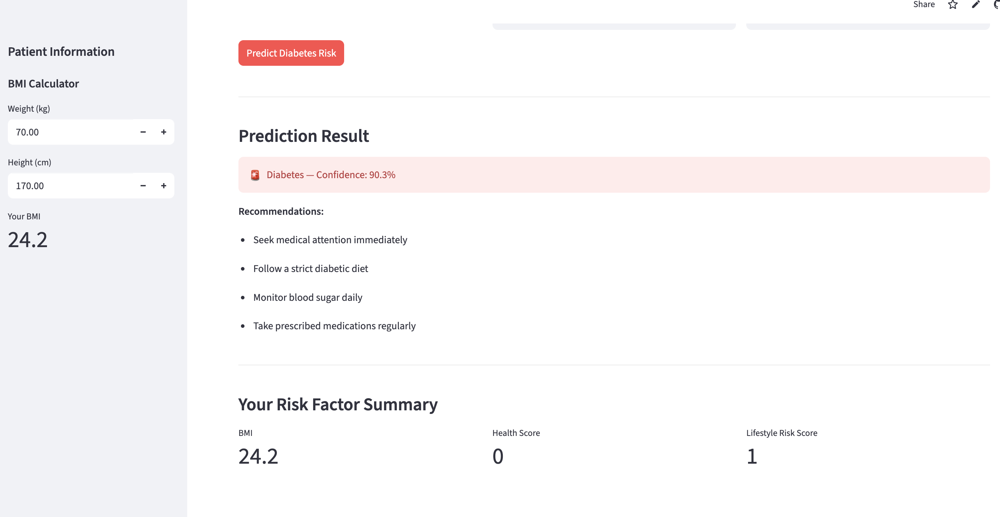 Share
Patient Information
BMI Calculator
Weight (kg)
70.00
Height (cm)
170.00
Your BMI
24.2
Predict Diabetes Risk
Prediction Result
Diabetes — Confidence: 90.3%
Recommendations:
• Seek medical attention immediately
• Follow a strict diabetic diet
• Monitor blood sugar daily
• Take prescribed medications regularly
Your Risk Factor Summary
BMI
24.2
Health Score
0
Lifestyle Risk Score
1